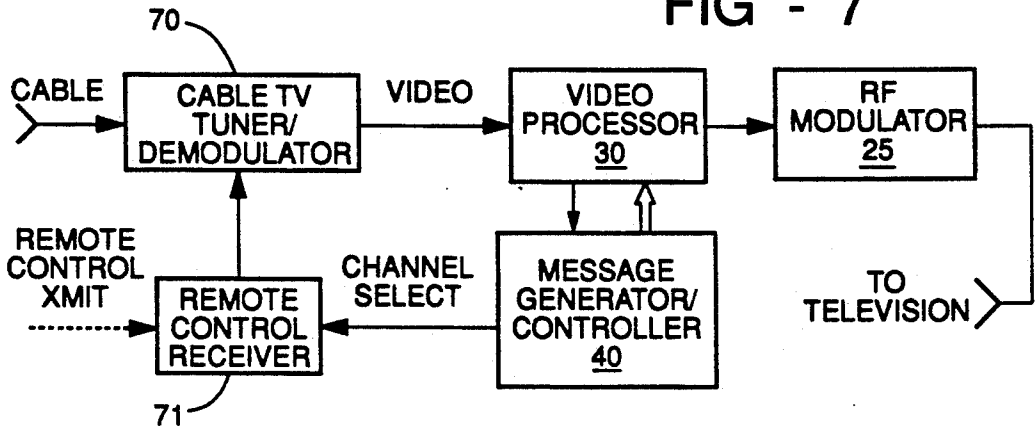 FIG - 7
70
CABLE
CABLE TV
TUNER/
DEMODULATOR
VIDEO
VIDEO
PROCESSOR
30
RF
MODULATOR
25
REMOTE
CONTROL
XMIT
REMOTE
CONTROL
RECEIVER
71
CHANNEL
SELECT
MESSAGE
GENERATOR/
CONTROLLER
40
TO
TELEVISION